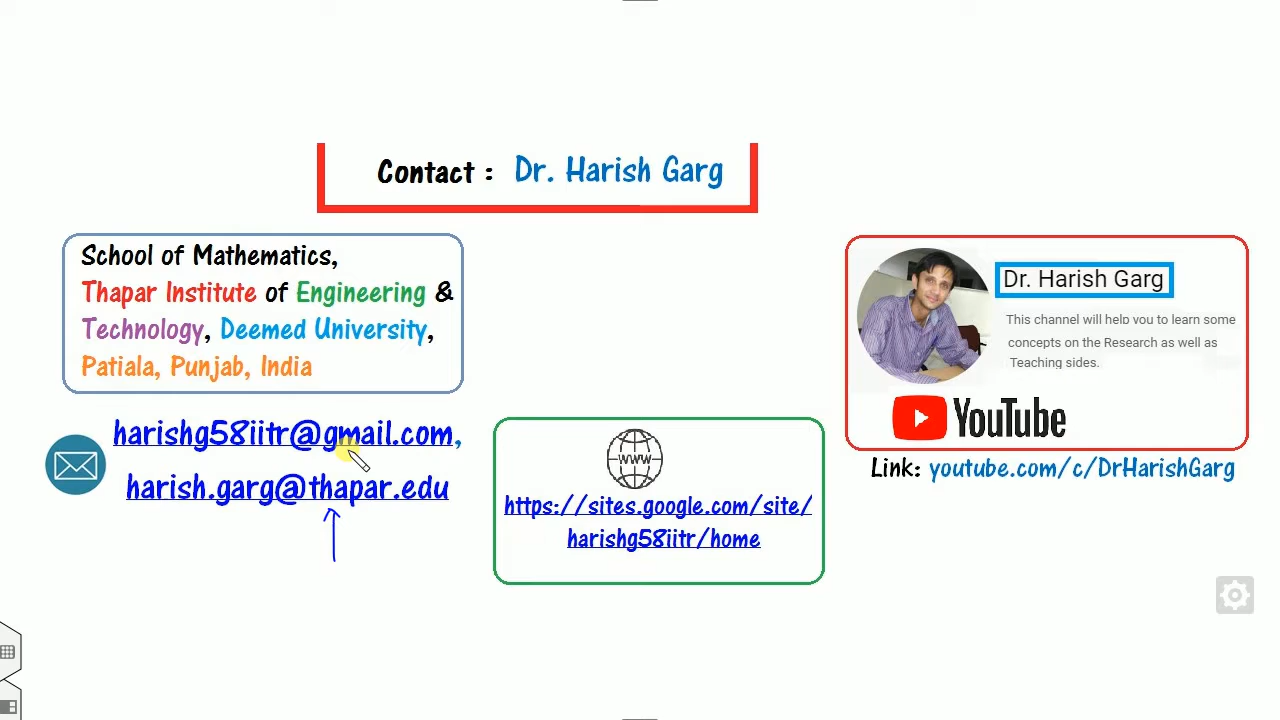 Contact : Dr. Harish Garg
School of Mathematics,
Thapar Institute of Engineering &
Technology, Deemed University,
Patiala, Punjab, India
harishg58iitr@gmail.com,
harish.garg@thapar.edu
www
https://sites.google.com/site/
harishg58iitr/home
Dr. Harish Garg
This channel will help you to learn some
concepts on the Research as well as
Teaching sides.
YouTube
Link: youtube.com/c/DrHarishGarg